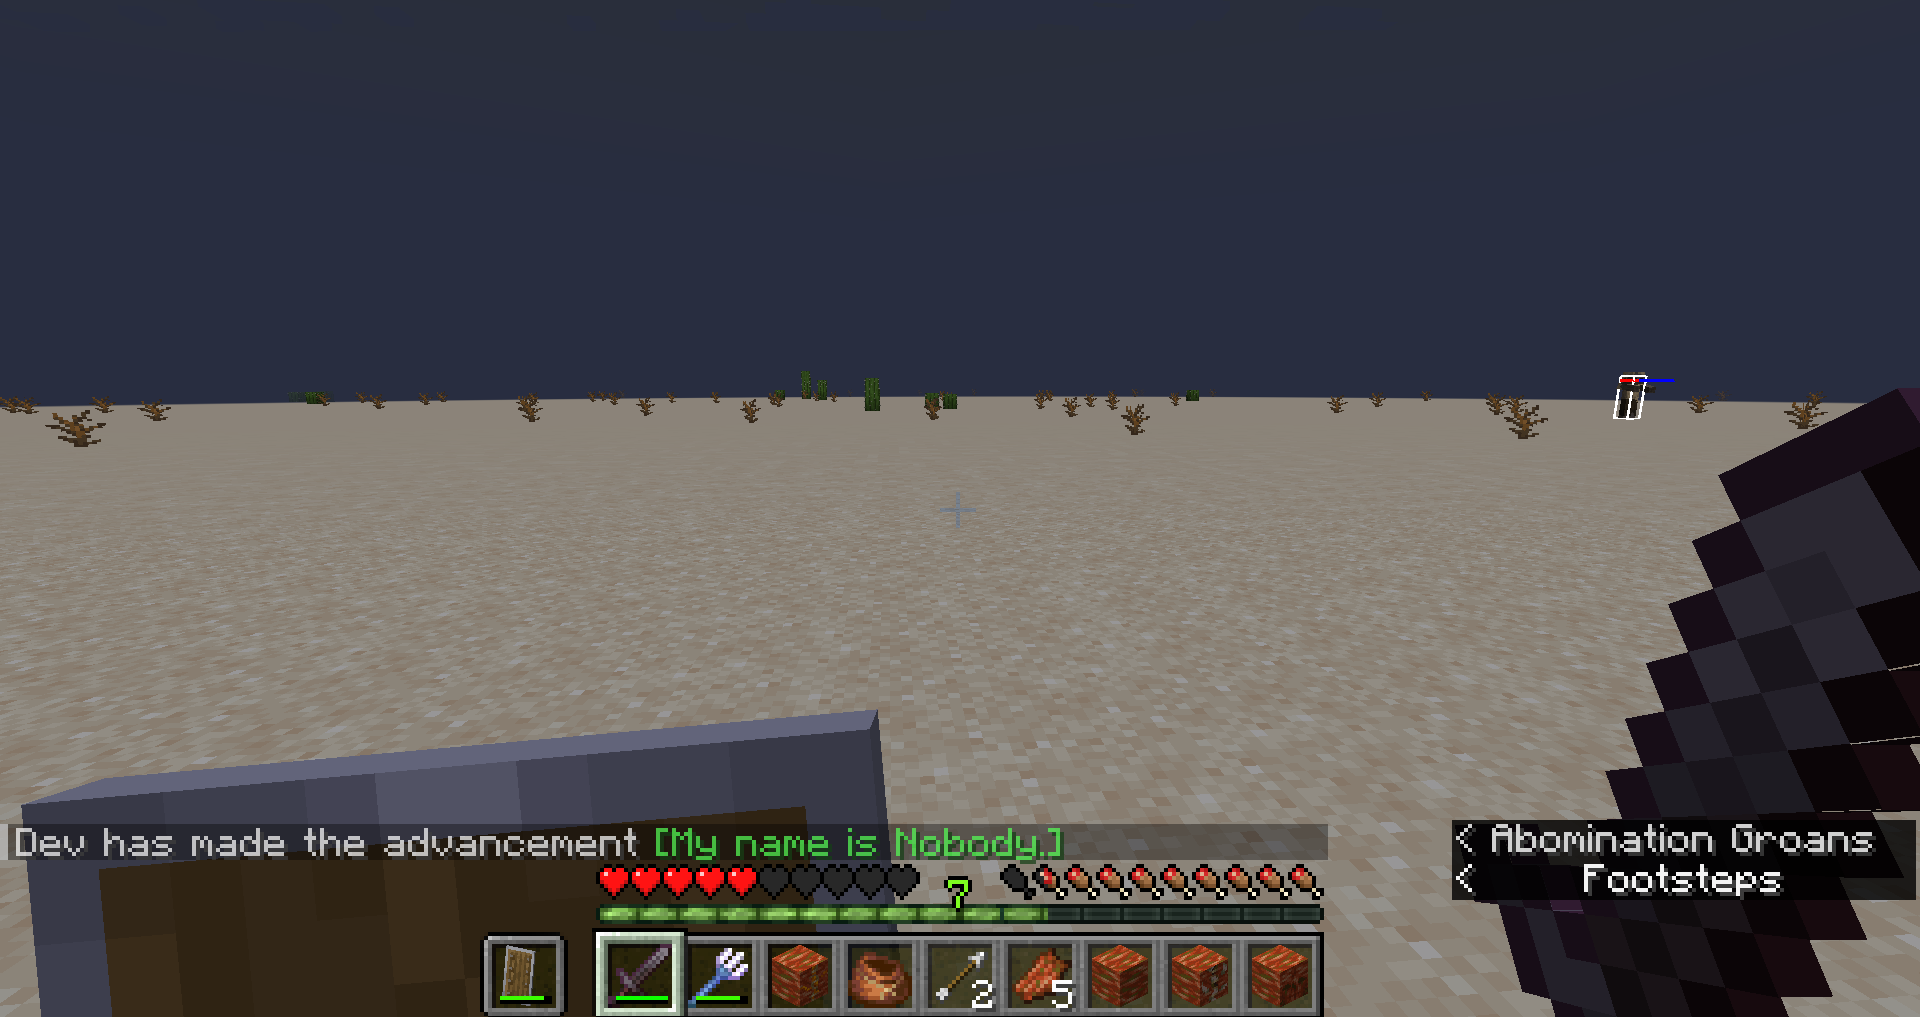 Dev has made the advancement [My name is Nobody.]
< Abomination Groans
< Footsteps
7
2
5